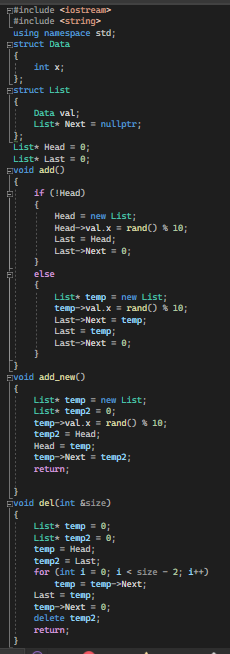 #include <iostream>
#include <string>
using namespace std;
struct Data
{
int x;
};
struct List
{
Data val;
List* Next = nullptr;
};
List* Head = 0;
List* Last = 0;
void add()
{
if (!Head)
{
Head = new List;
Head->val.x = rand() % 10;
Last = Head;
Last->Next = 0;
}
else
{
List* temp = new List;
temp->val.x = rand() % 10;
Last->Next = temp;
Last = temp;
Last->Next = 0;
}
}
void add_new()
{
List* temp = new List;
List* temp2 = 0;
temp->val.x = rand() % 10;
temp2 = Head;
Head = temp;
temp->Next = temp2;
return;
}
void del(int &size)
{
List* temp = 0;
List* temp2 = 0;
temp = Head;
temp2 = Last;
for (int i = 0; i < size - 2; i++)
temp = temp->Next;
Last = temp;
temp->Next = 0;
delete temp2;
return;
}